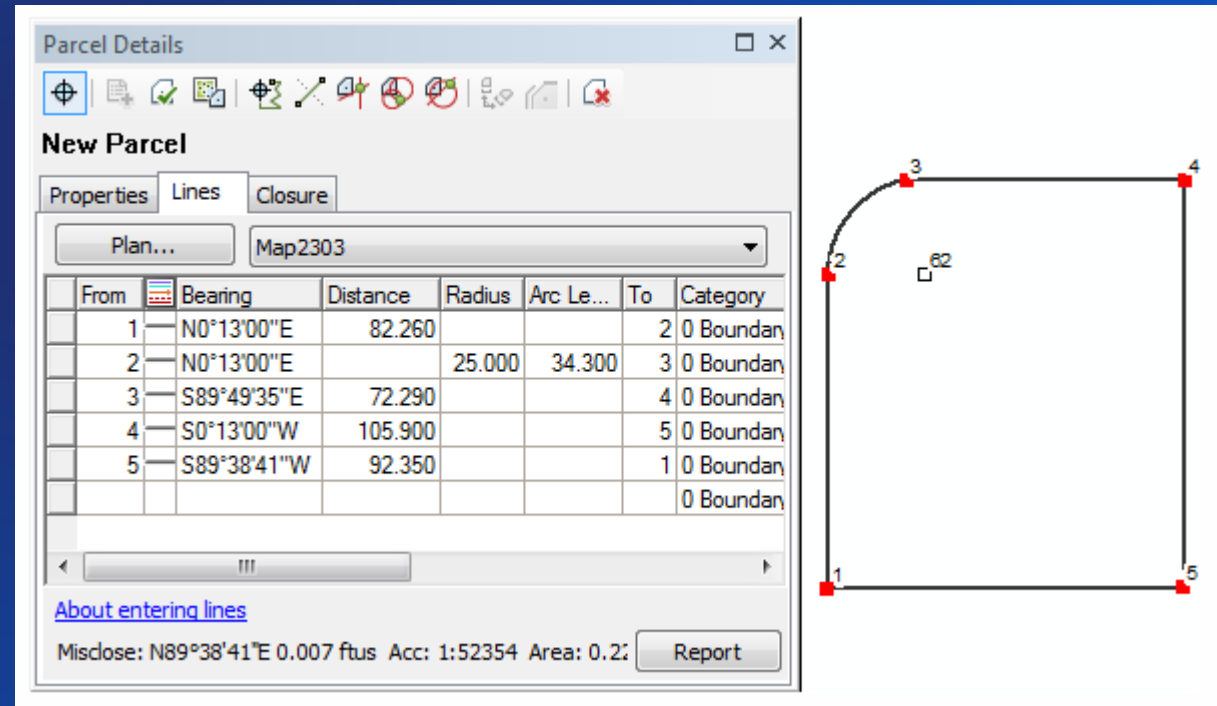 Parcel Details
New Parcel
Properties Lines Closure
Plan... Map2303
From Bearing Distance Radius Arc Le... To Category
1 N0°13'00"E 82.260 2 0 Boundary
2 N0°13'00"E 25.000 34.300 3 0 Boundary
3 S89°49'35"E 72.290 4 0 Boundary
4 S0°13'00"W 105.900 5 0 Boundary
5 S89°38'41"W 92.350 1 0 Boundary
0 Boundary
About entering lines
Misclose: N89°38'41"E 0.007 ftus Acc: 1:52354 Area: 0.22 Report
3
4
2
62
1
5